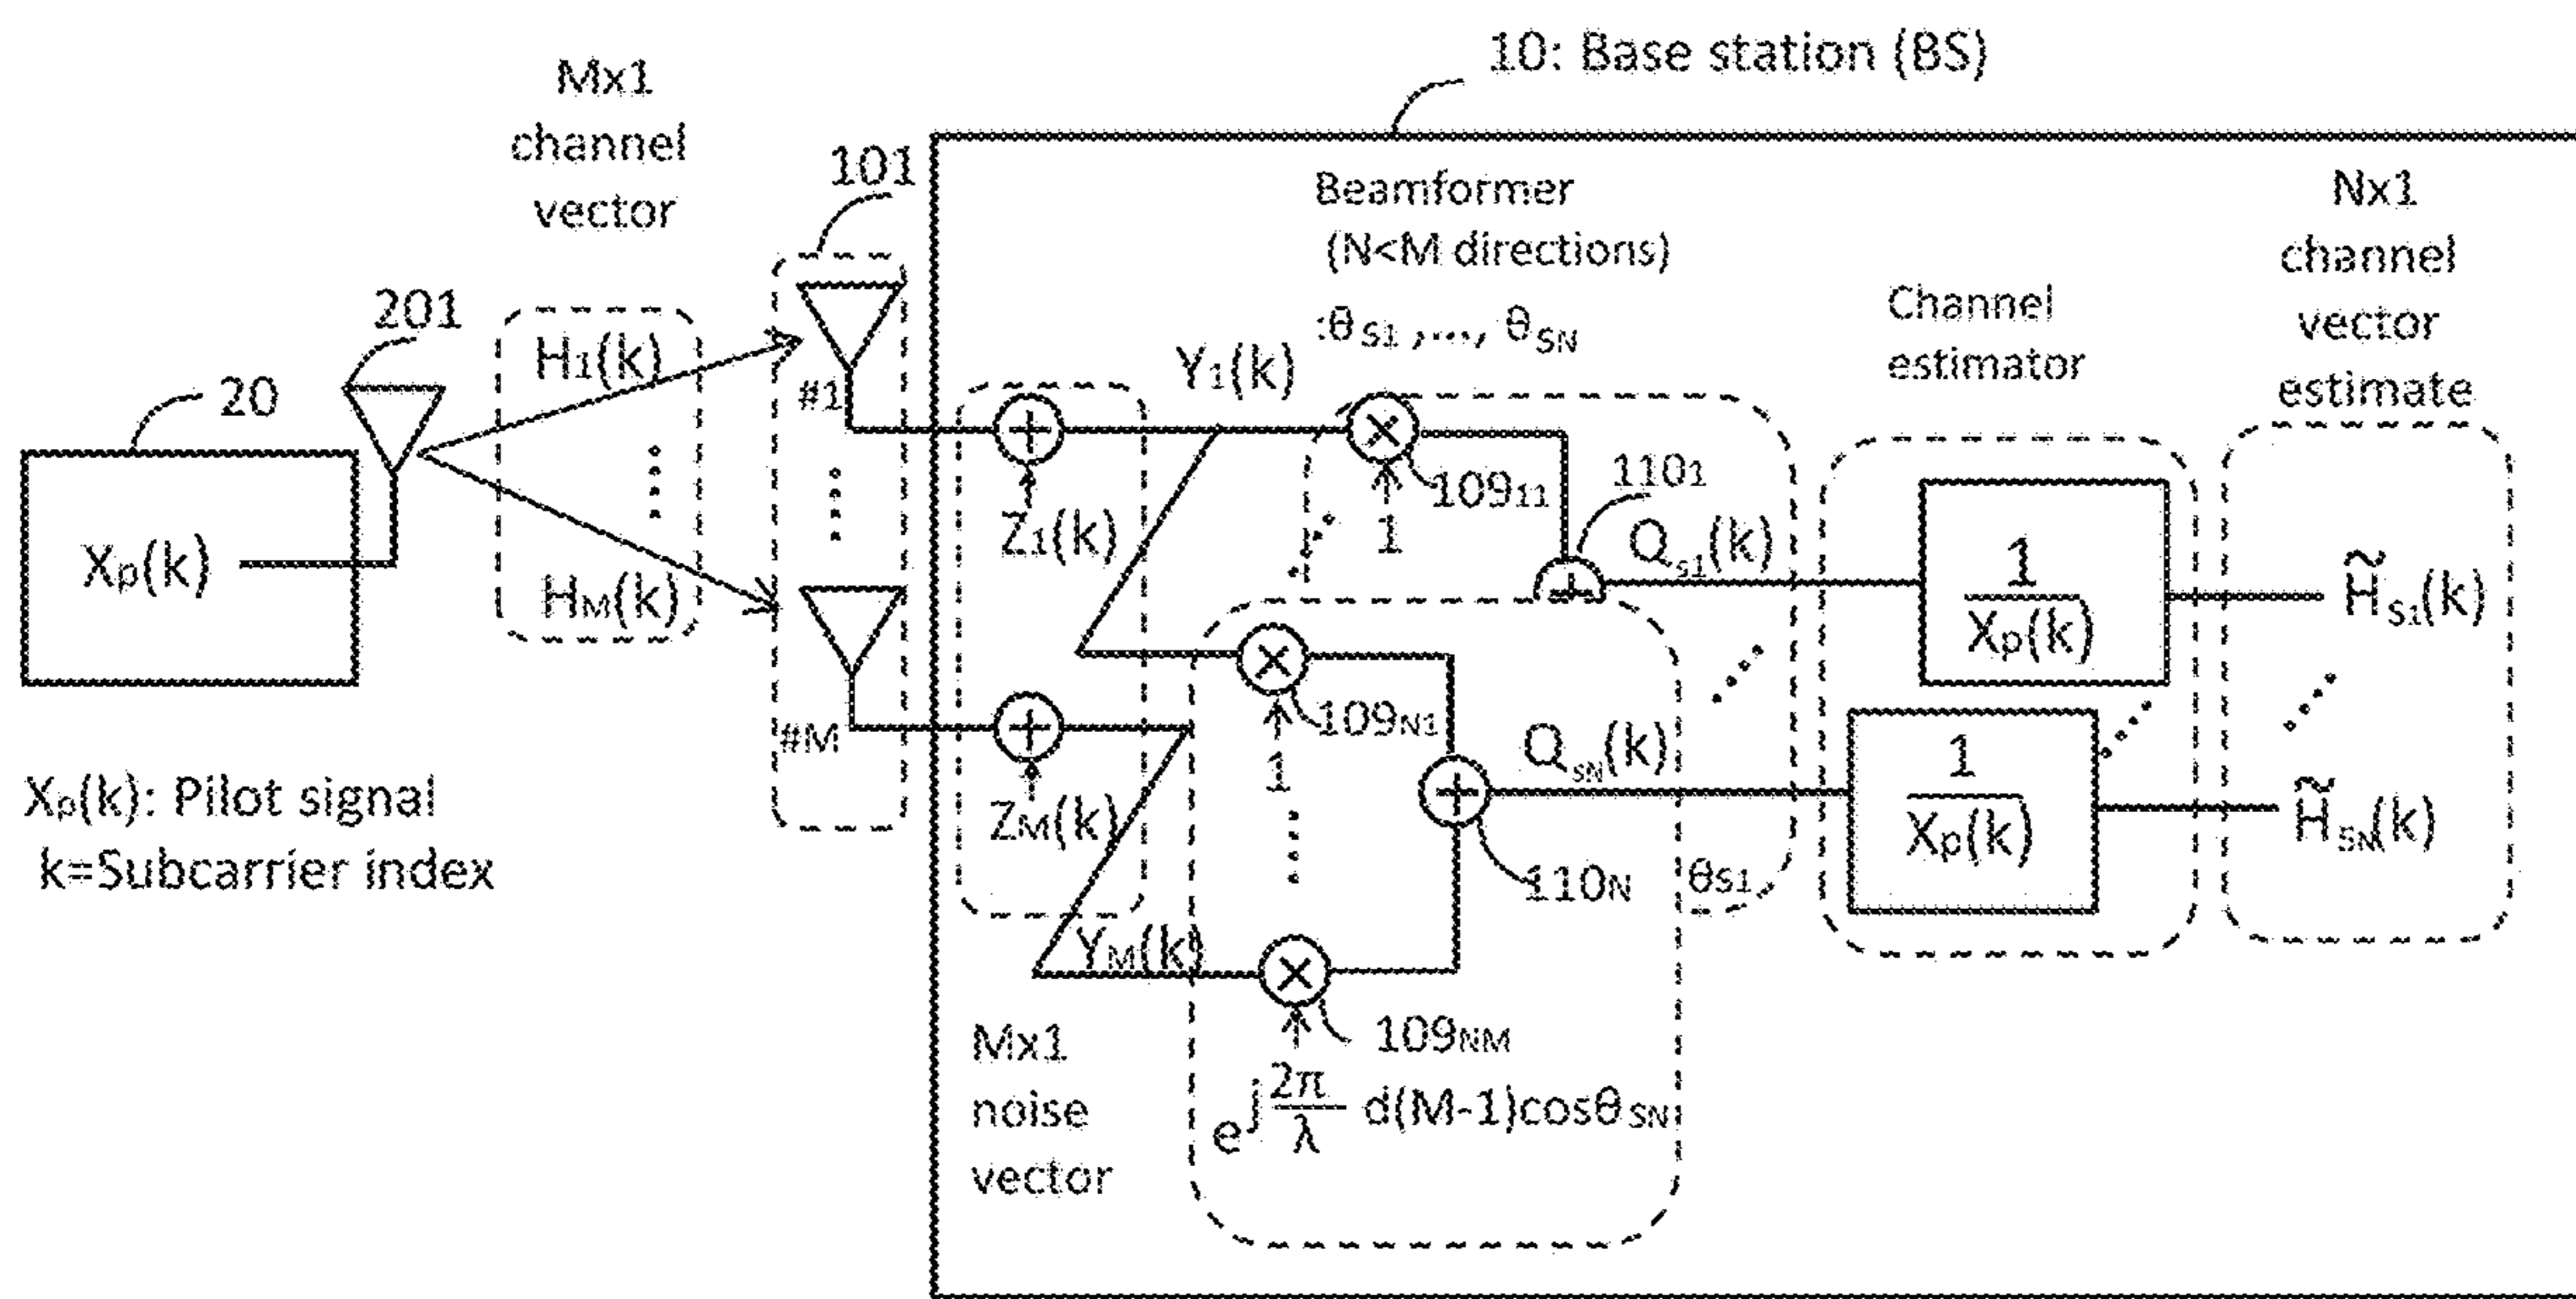 10: Base station (BS)
Mx1
channel
vector
101
201
20
H1(k)
HM(k)
Xp(k)
#1
#M
Xp(k): Pilot signal
k=Subcarrier index
Beamformer
(N<M directions)
:θS1 ,..., θSN
Channel
estimator
Nx1
channel
vector
estimate
Y1(k)
Z1(k)
10911
1
1101
Qs1(k)
1
Xp(k)
H̃S1(k)
109N1
1
ZM(k)
QSN(k)
110N
θS1
1
Xp(k)
H̃SN(k)
YM(k)
109NM
ej2π/λ d(M-1)cosθSN
Mx1
noise
vector